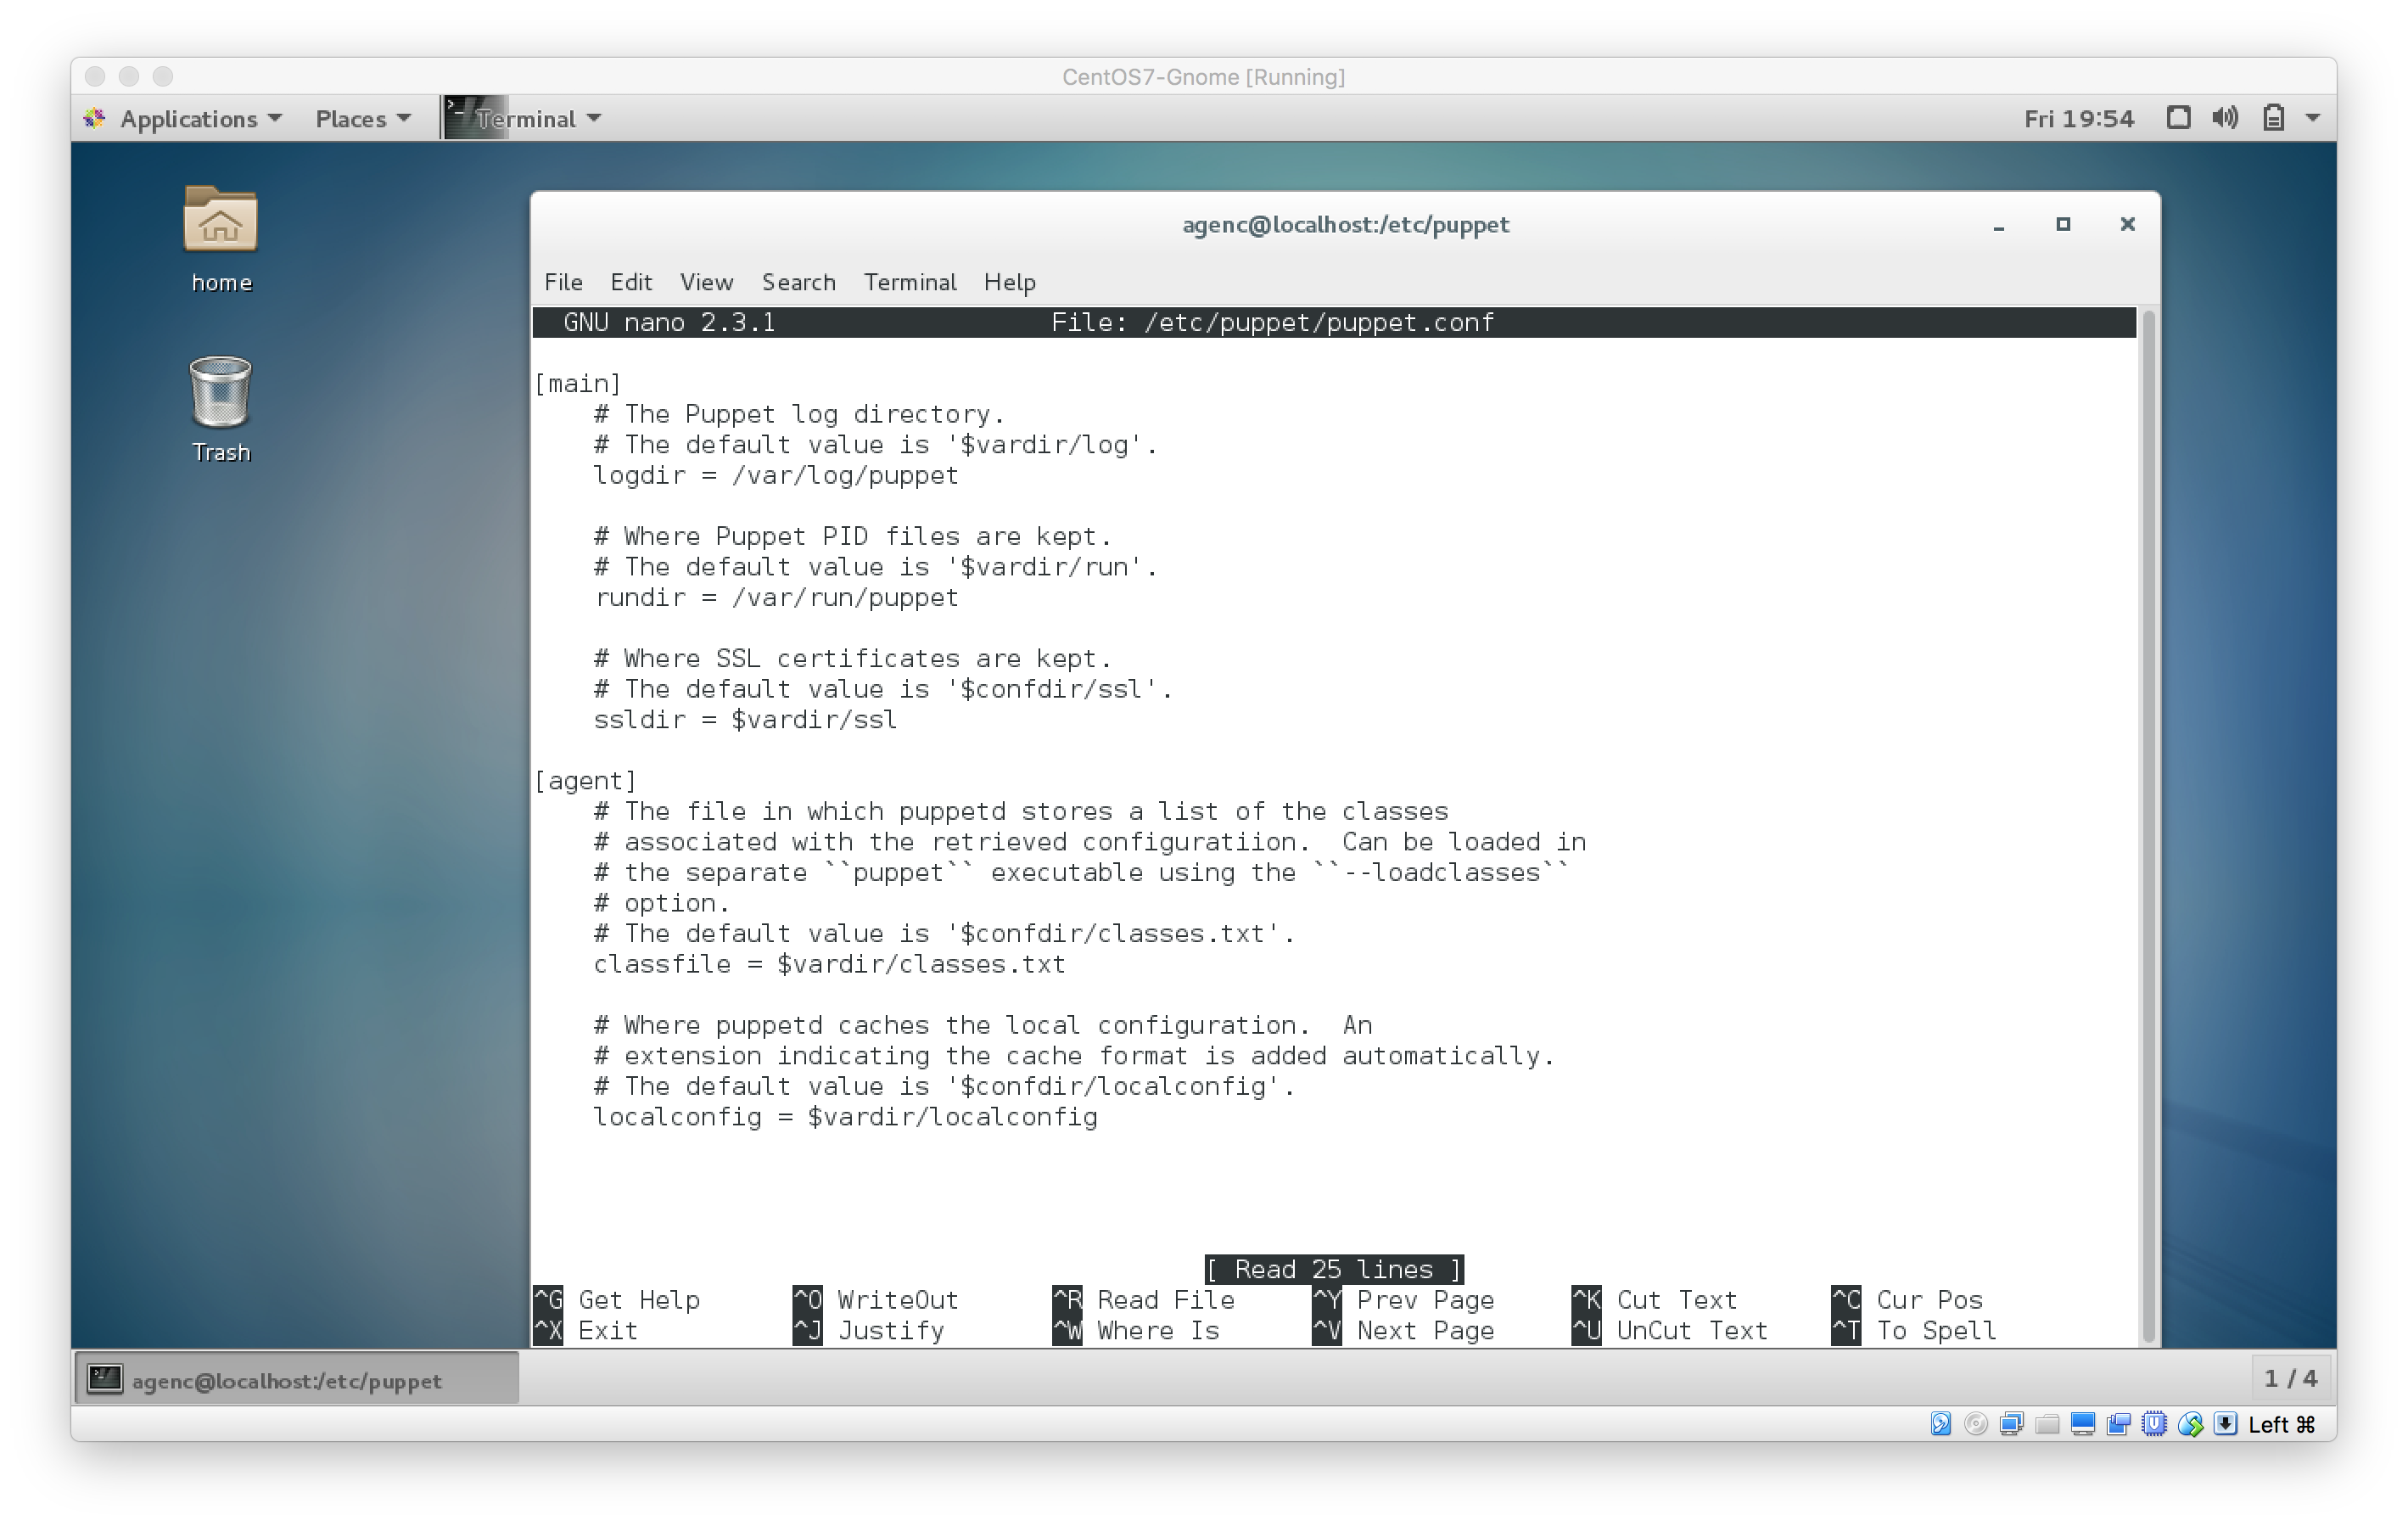 CentOS7-Gnome [Running]
Applications Places Terminal Fri 19:54
home
Trash
agenc@localhost:/etc/puppet
File Edit View Search Terminal Help
GNU nano 2.3.1 File: /etc/puppet/puppet.conf
[main]
# The Puppet log directory.
# The default value is '$vardir/log'.
logdir = /var/log/puppet
# Where Puppet PID files are kept.
# The default value is '$vardir/run'.
rundir = /var/run/puppet
# Where SSL certificates are kept.
# The default value is '$confdir/ssl'.
ssldir = $vardir/ssl
[agent]
# The file in which puppetd stores a list of the classes
# associated with the retrieved configuratiion.  Can be loaded in
# the separate ``puppet`` executable using the ``--loadclasses``
# option.
# The default value is '$confdir/classes.txt'.
classfile = $vardir/classes.txt
# Where puppetd caches the local configuration.  An
# extension indicating the cache format is added automatically.
# The default value is '$confdir/localconfig'.
localconfig = $vardir/localconfig
[ Read 25 lines ]
^G Get Help ^O WriteOut ^R Read File ^Y Prev Page ^K Cut Text ^C Cur Pos
^X Exit ^J Justify ^W Where Is ^V Next Page ^U UnCut Text ^T To Spell
agenc@localhost:/etc/puppet 1 / 4
Left ⌘